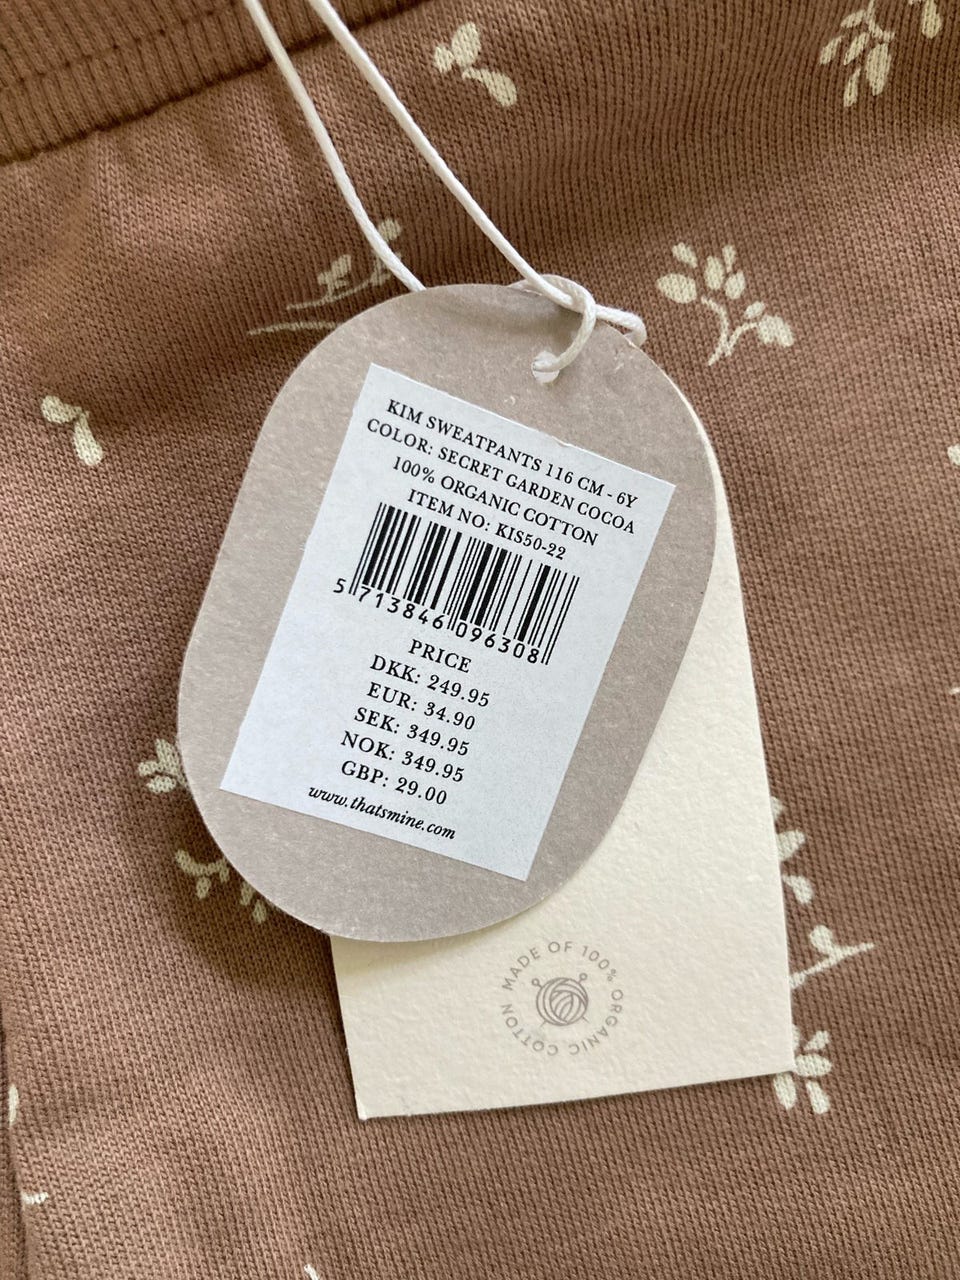 KIM SWEATPANTS 116 CM - 6Y
COLOR: SECRET GARDEN COCOA
100% ORGANIC COTTON
ITEM NO: KIS50-22
5 713846 096308
PRICE
DKK: 249.95
EUR: 34.90
SEK: 349.95
NOK: 349.95
GBP: 29.00
www.thatsmine.com
MADE OF 100% ORGANIC COTTON